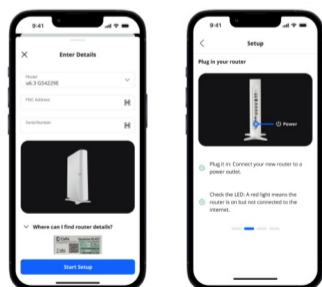 9:41
Enter Details
Model
u6.3 GS4229E
MAC Address
Serial Number
Where can I find router details?
Start Setup
9:41
Setup
Plug in your router
Power
Plug it in: Connect your new router to a
power outlet.
Check the LED: A red light means the
router is on but not connected to the
internet.